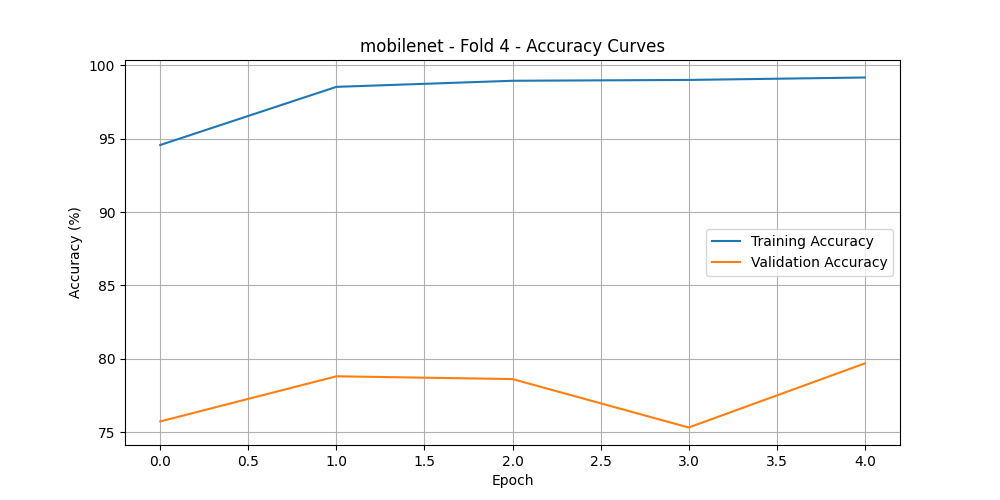 mobilenet - Fold 4 - Accuracy Curves
Accuracy (%)
100
95
90
85
80
75
Training Accuracy
Validation Accuracy
0.0 0.5 1.0 1.5 2.0 2.5 3.0 3.5 4.0
Epoch